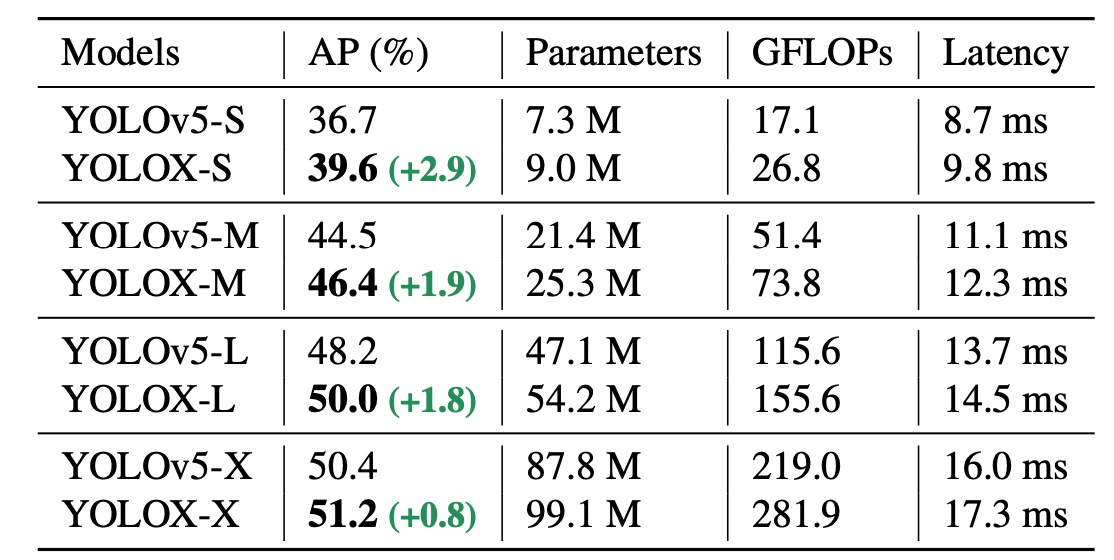 Models AP (%) Parameters GFLOPs Latency
YOLOv5-S 36.7 7.3 M 17.1 8.7 ms
YOLOX-S 39.6 (+2.9) 9.0 M 26.8 9.8 ms
YOLOv5-M 44.5 21.4 M 51.4 11.1 ms
YOLOX-M 46.4 (+1.9) 25.3 M 73.8 12.3 ms
YOLOv5-L 48.2 47.1 M 115.6 13.7 ms
YOLOX-L 50.0 (+1.8) 54.2 M 155.6 14.5 ms
YOLOv5-X 50.4 87.8 M 219.0 16.0 ms
YOLOX-X 51.2 (+0.8) 99.1 M 281.9 17.3 ms